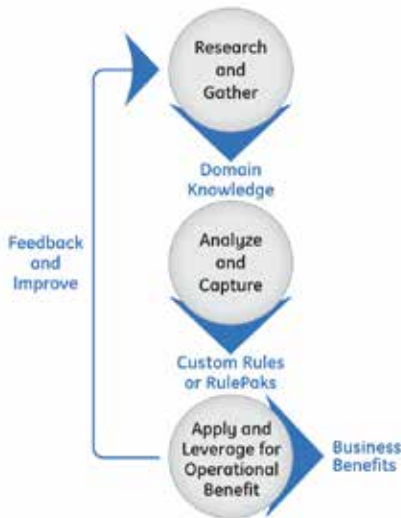 Research
and
Gather
Domain
Knowledge
Feedback
and
Improve
Analyze
and
Capture
Custom Rules
or RulePaks
Apply and
Leverage for
Operational
Benefit
Business
Benefits